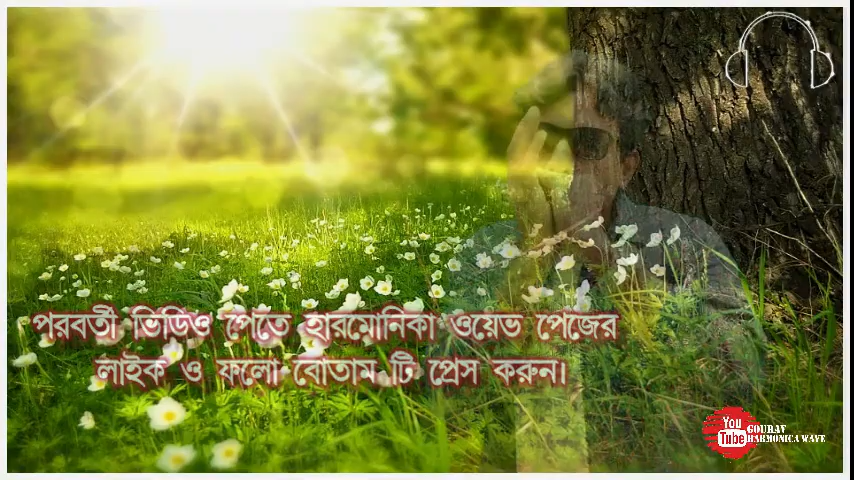 পরবর্তী ভিডিও পেতে হারমোনিকা ওয়েভ পেজের
লাইক ও ফলো বোতাম টি প্রেস করুন।
You
Tube
GOURAV
HARMONICA WAVE